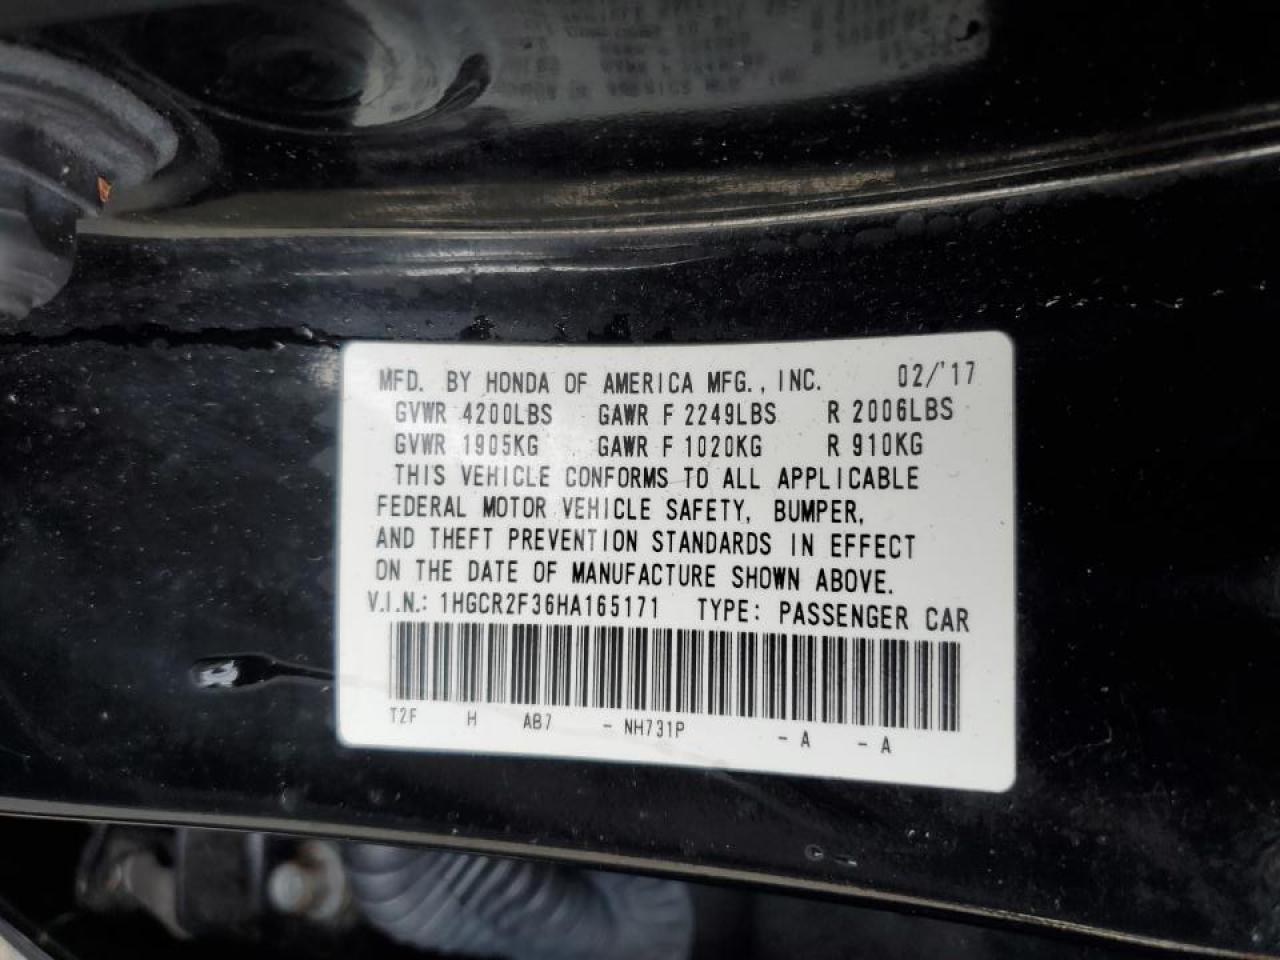 MFD. BY HONDA OF AMERICA MFG., INC. 02/'17
GVWR 4200LBS GAWR F 2249LBS R 2006LBS
GVWR 1905KG GAWR F 1020KG R 910KG
THIS VEHICLE CONFORMS TO ALL APPLICABLE
FEDERAL MOTOR VEHICLE SAFETY, BUMPER,
AND THEFT PREVENTION STANDARDS IN EFFECT
ON THE DATE OF MANUFACTURE SHOWN ABOVE.
V.I.N.: 1HGCR2F36HA165171 TYPE: PASSENGER CAR
T2F H AB7 - NH731P - A - A